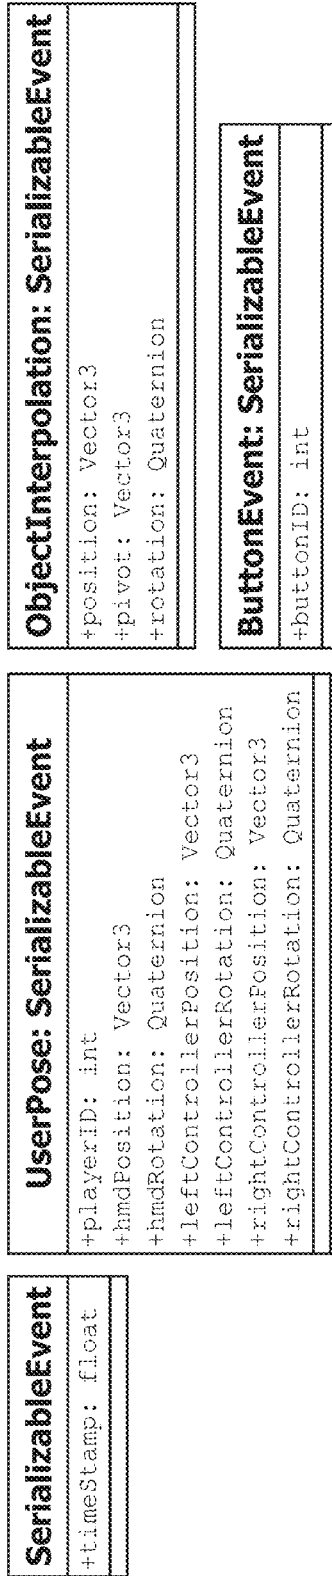 SerializableEvent
+timeStamp: float
UserPose: SerializableEvent
+playerID: int
+hmdPosition: Vector3
+hmdRotation: Quaternion
+leftControllerPosition: Vector3
+leftControllerRotation: Quaternion
+rightControllerPosition: Vector3
+rightControllerRotation: Quaternion
ObjectInterpolation: SerializableEvent
+position: Vector3
+pivot: Vector3
+rotation: Quaternion
ButtonEvent: SerializableEvent
+buttonID: int